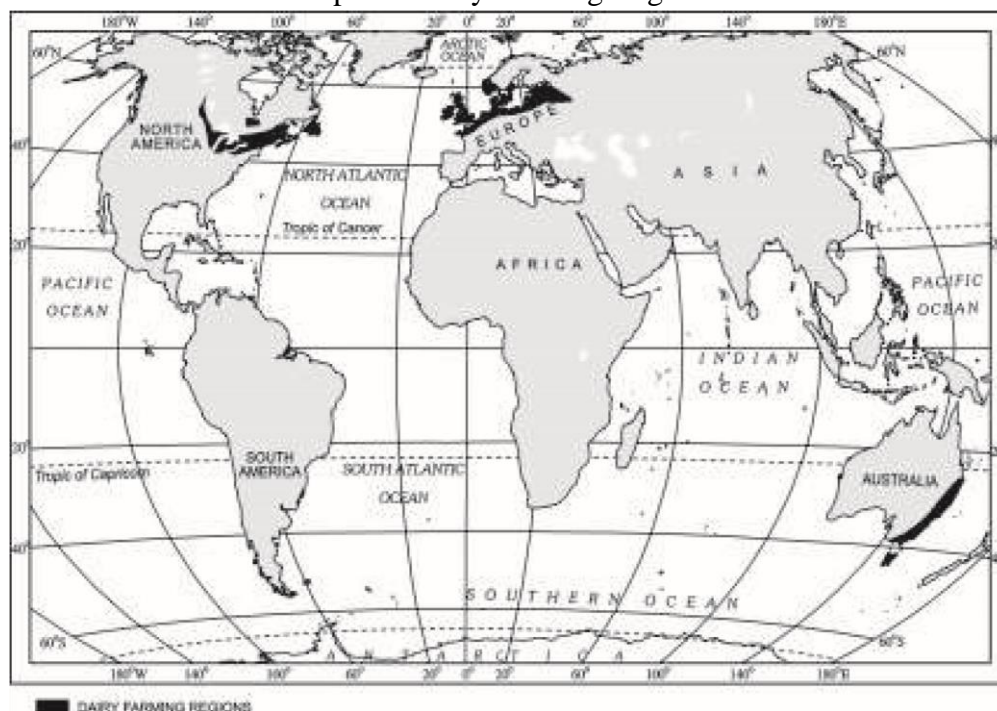 180°W 140° 100° 60° 20° 0° 20° 60° 100° 140° 180°E
ARCTIC
OCEAN
60°N
60°N
NORTH
AMERICA
EUROPE
40°
ASIA
NORTH ATLANTIC
OCEAN
Tropic of Cancer
20°
AFRICA
PACIFIC
OCEAN
PACIFIC
OCEAN
INDIAN
OCEAN
SOUTH
AMERICA
SOUTH ATLANTIC
OCEAN
Tropic of Capricorn
AUSTRALIA
40°
SOUTHERN OCEAN
60°S
60°S
ANTARCTICA
180°W 140° 100° 60° 20° 0° 20° 60° 100° 140° 180°E
DAIRY FARMING REGIONS